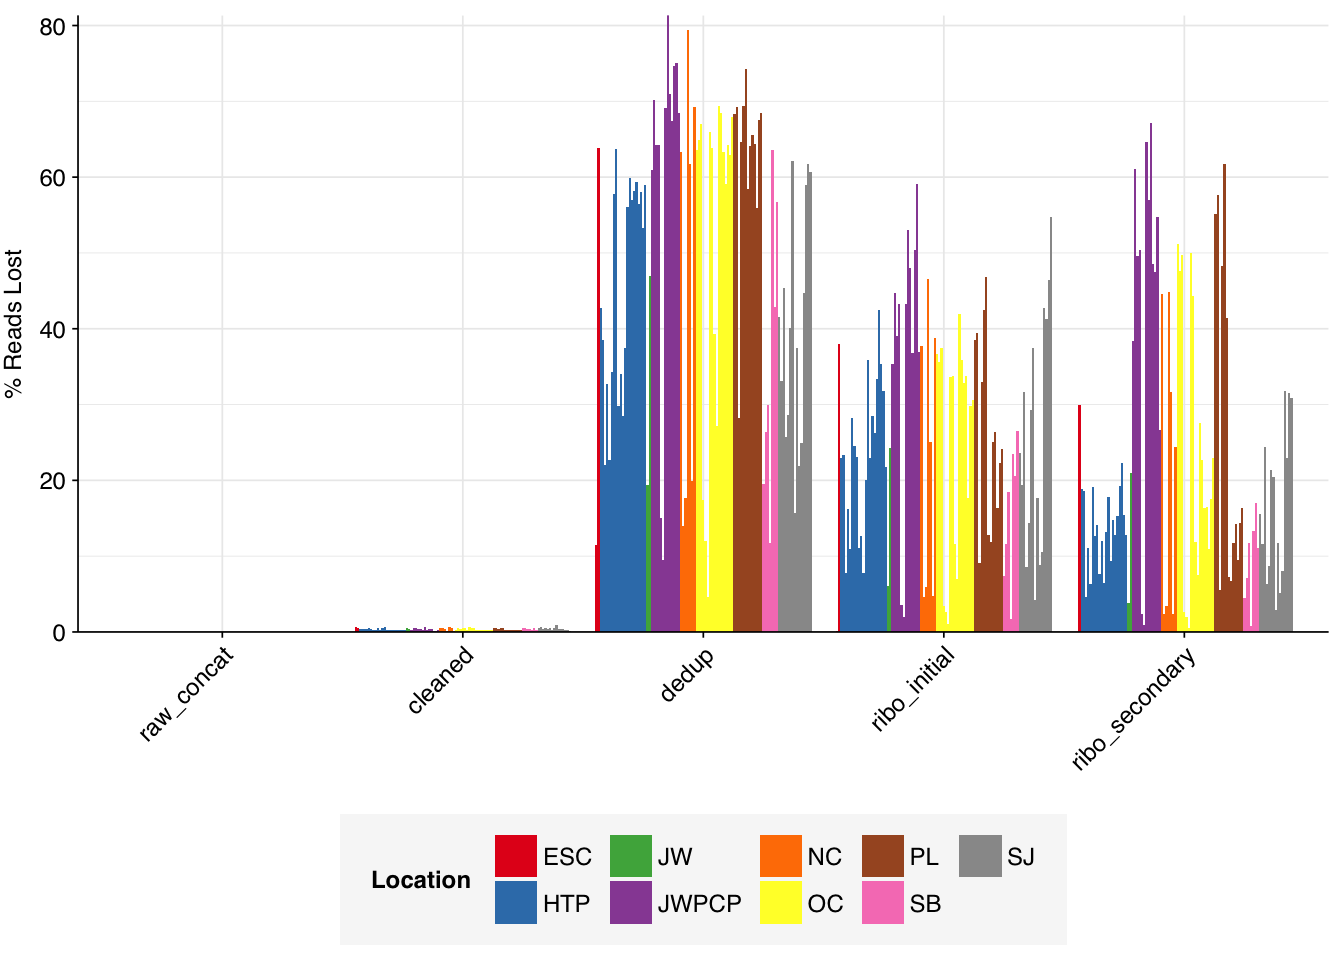 80
60
40
20
0
% Reads Lost
raw_concat
cleaned
dedup
ribo_initial
ribo_secondary
Location
ESC
JW
NC
PL
SJ
HTP
JWPCP
OC
SB